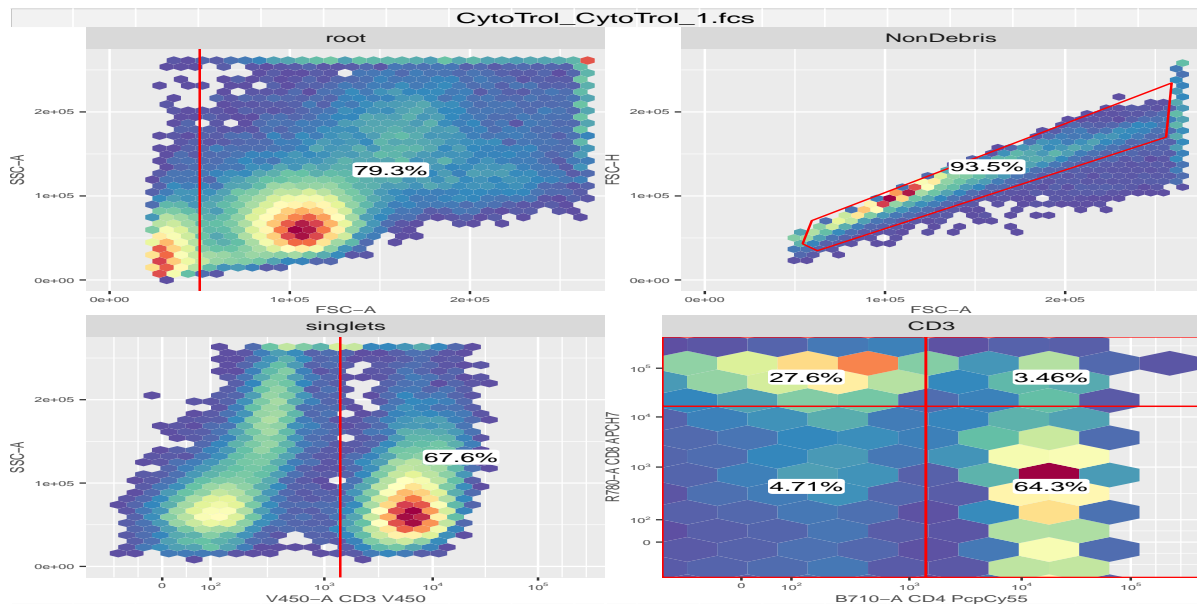 CytoTrol_CytoTrol_1.fcs
root
SSC-A
2e+05
1e+05
0e+00
79.3%
0e+00 1e+05 2e+05
FSC-A
NonDebris
FSC-H
2e+05
1e+05
0e+00
93.5%
0e+00 1e+05 2e+05
FSC-A
singlets
SSC-A
2e+05
1e+05
0e+00
67.6%
0 10² 10³ 10⁴ 10⁵
V450-A CD3 V450
CD3
R780-A CD8 APCH7
10⁵
10⁴
10³
10²
0
27.6% 3.46%
4.71% 64.3%
0 10² 10³ 10⁴ 10⁵
B710-A CD4 PcpCy55